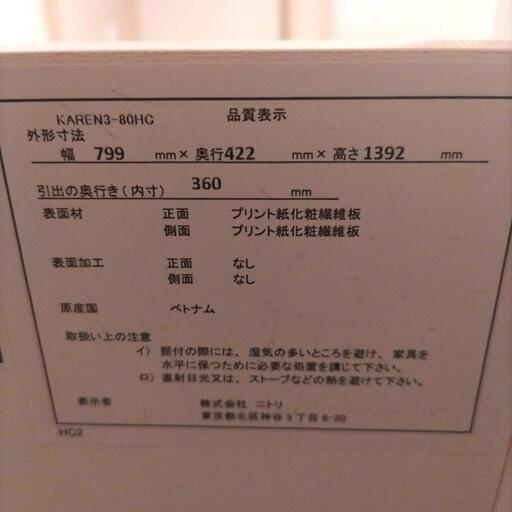 KAREN3-80HC 品質表示
外形寸法
幅 799 mm× 奥行422 mm× 高さ1392 mm
引出の奥行き(内寸) 360 mm
表面材 正面 プリント紙化粧繊維板
側面 プリント紙化粧繊維板
表面加工 正面 なし
側面 なし
原産国 ベトナム
取扱い上の注意
イ) 据付の際には、湿気の多いところを避け、家具を
水平に保つために必要な処置を講じて下さい。
ロ) 直射日光又は、ストーブなどの熱を避けて下さい。
表示者 株式会社 ニトリ
東京都北区神谷3丁目6-20
HC2